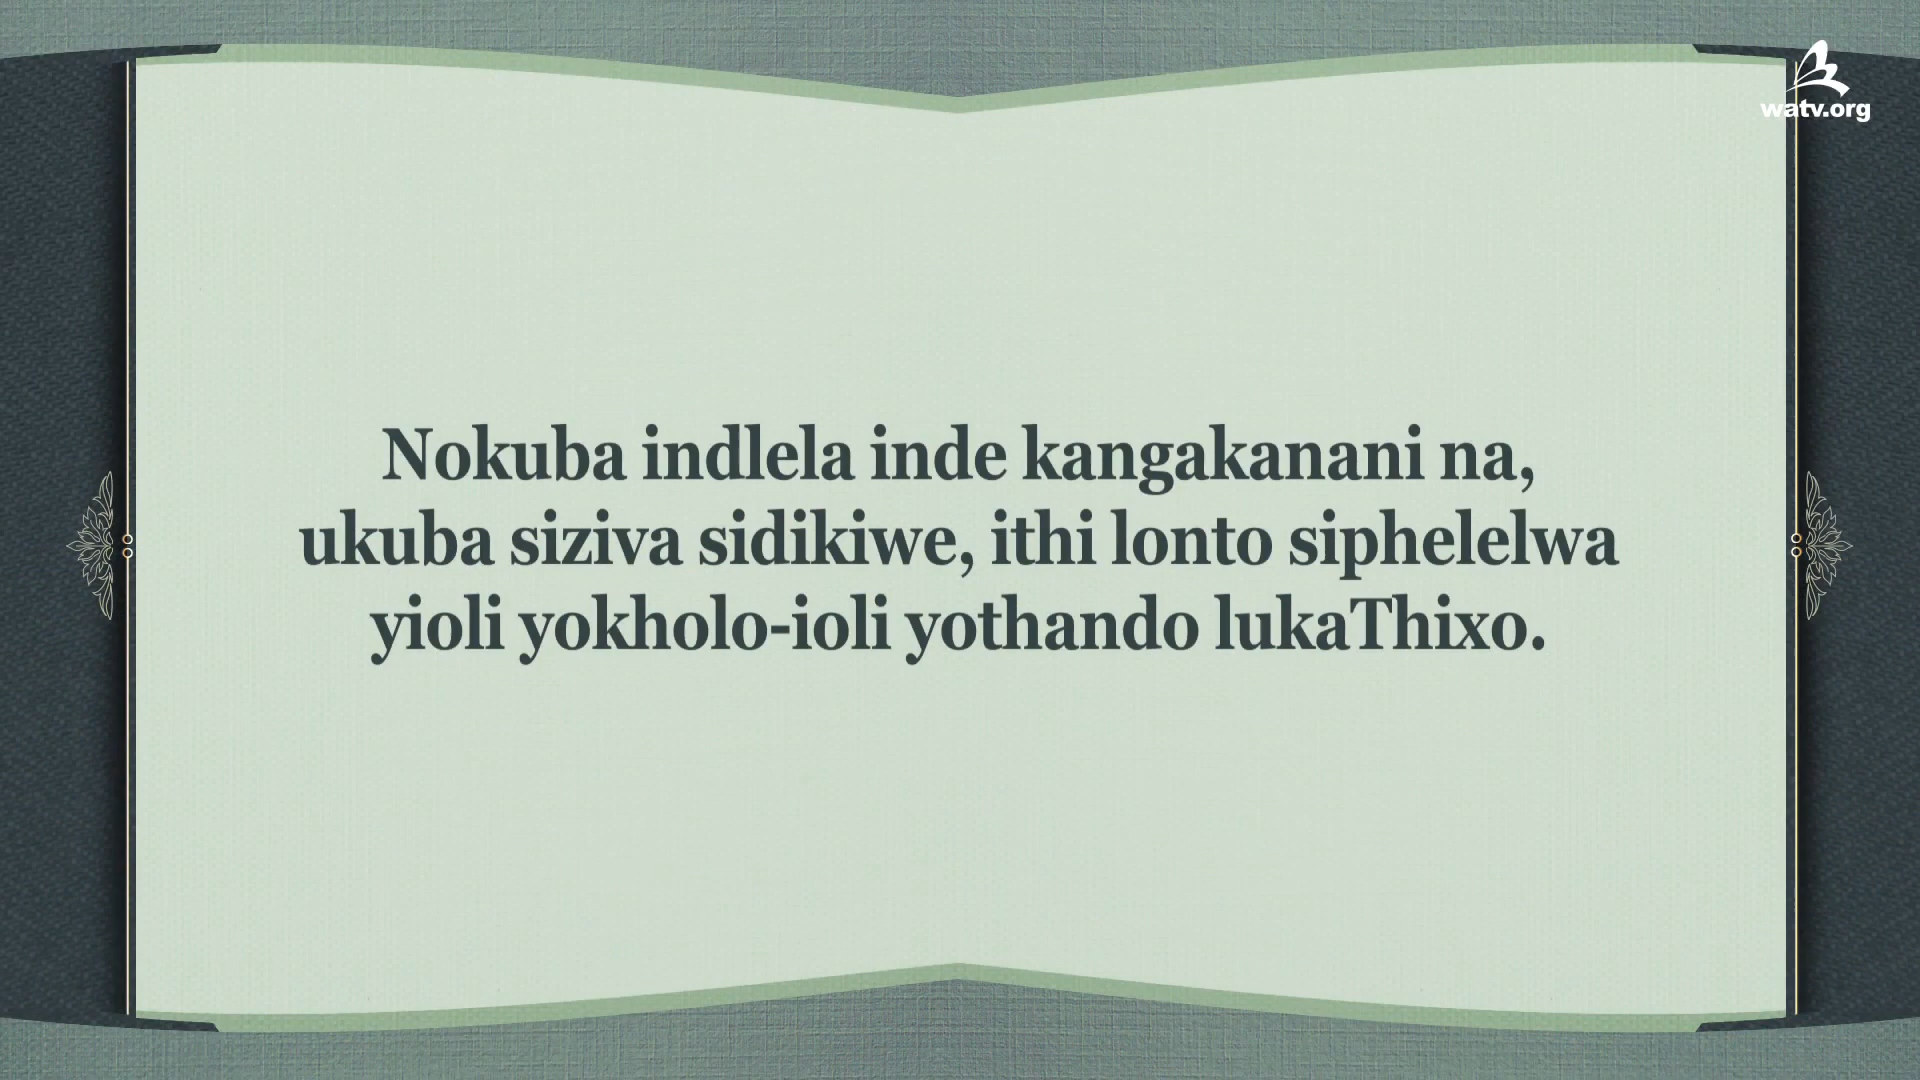 watv.org
Nokuba indlela inde kangakanani na,
ukuba siziva sidikiwe, ithi lonto siphelelwa
yioli yokholo-ioli yothando lukaThixo.